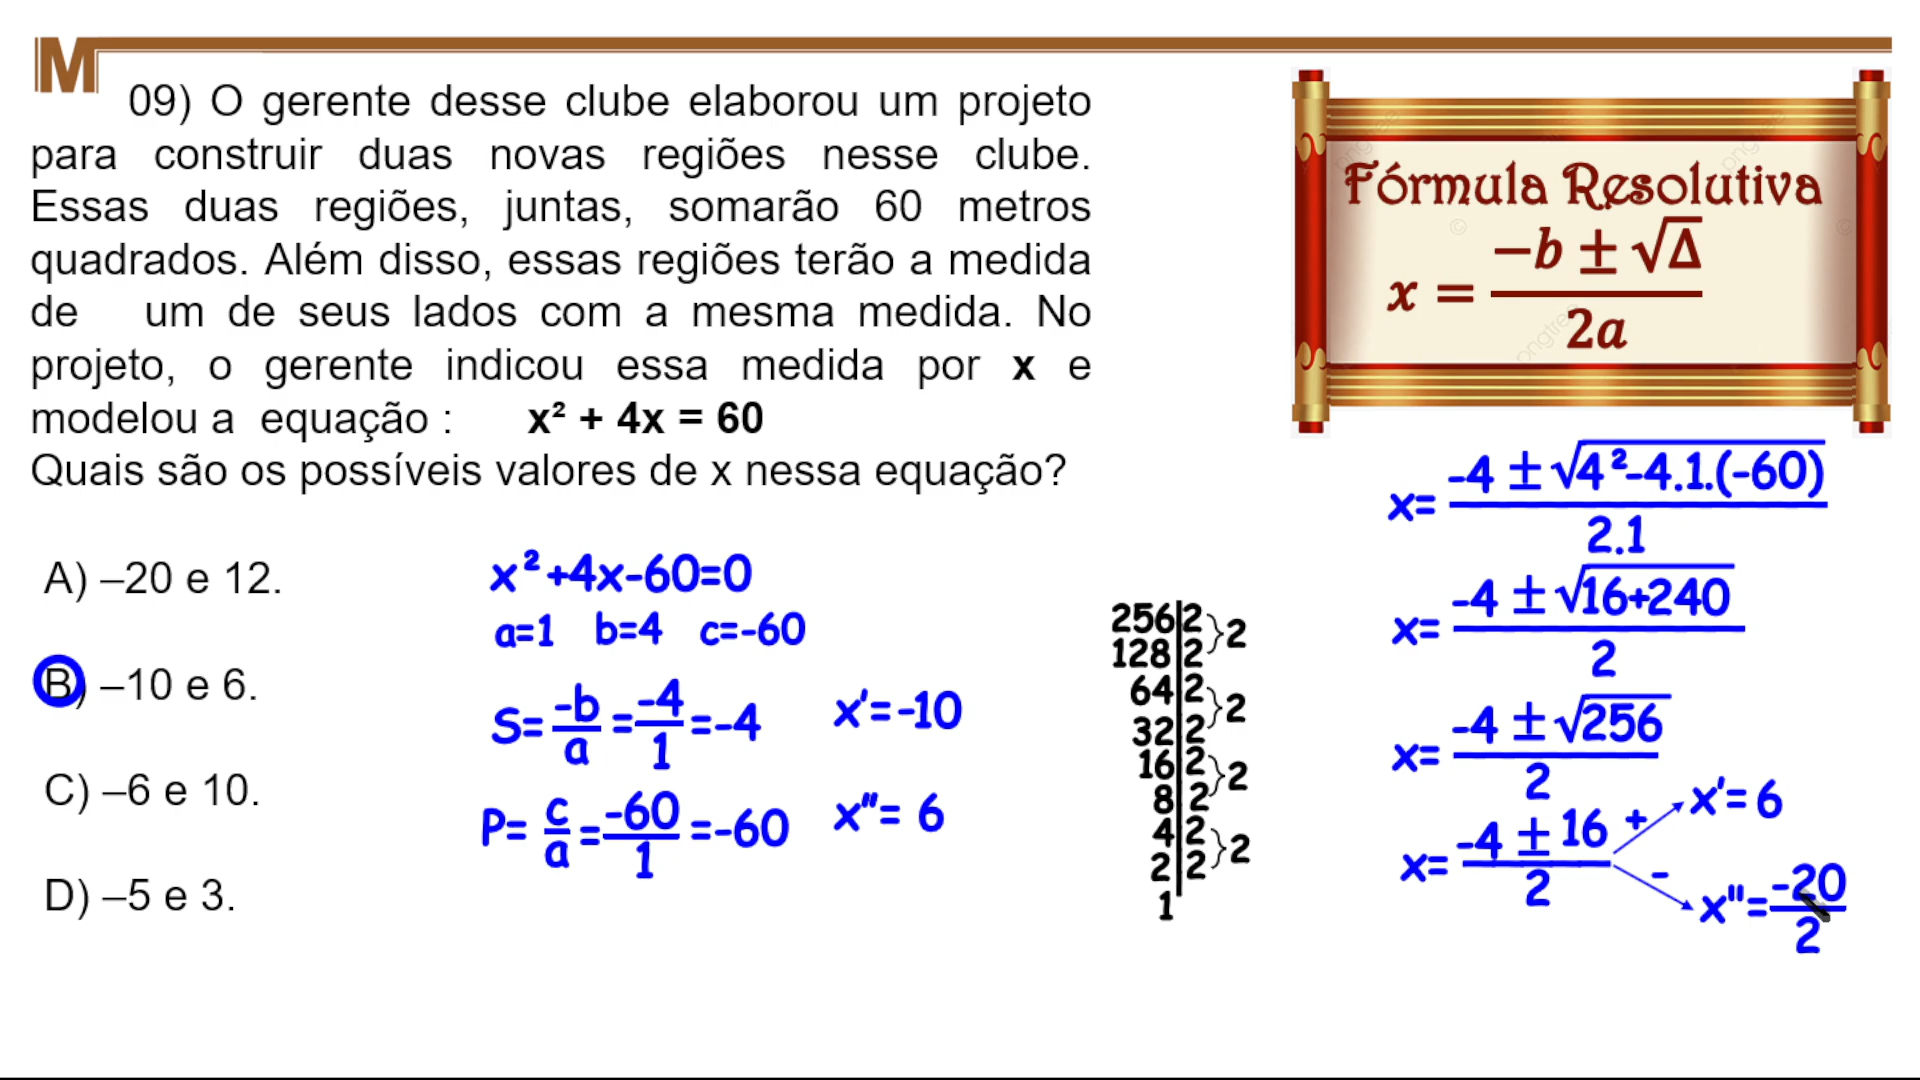 M
09) O gerente desse clube elaborou um projeto
para construir duas novas regiões nesse clube.
Essas duas regiões, juntas, somarão 60 metros
quadrados. Além disso, essas regiões terão a medida
de um de seus lados com a mesma medida. No
projeto, o gerente indicou essa medida por x e
modelou a equação : x² + 4x = 60
Quais são os possíveis valores de x nessa equação?
A) –20 e 12.
B) –10 e 6.
C) –6 e 10.
D) –5 e 3.
x²+4x-60=0
a=1 b=4 c=-60
S= -b/a = -4/1 =-4 x'=-10
P= c/a = -60/1 =-60 x"= 6
256|2
128|2 }2
64|2
32|2 }2
16|2
8|2 }2
4|2
2|2 }2
1
Fórmula Resolutiva
x = (−b ± √Δ)/2a
x= (-4 ± √4²-4.1.(-60))/2.1
x= (-4 ± √16+240)/2
x= (-4 ± √256)/2
x= (-4 ± 16)/2
+ x'= 6
- x"= -20/2